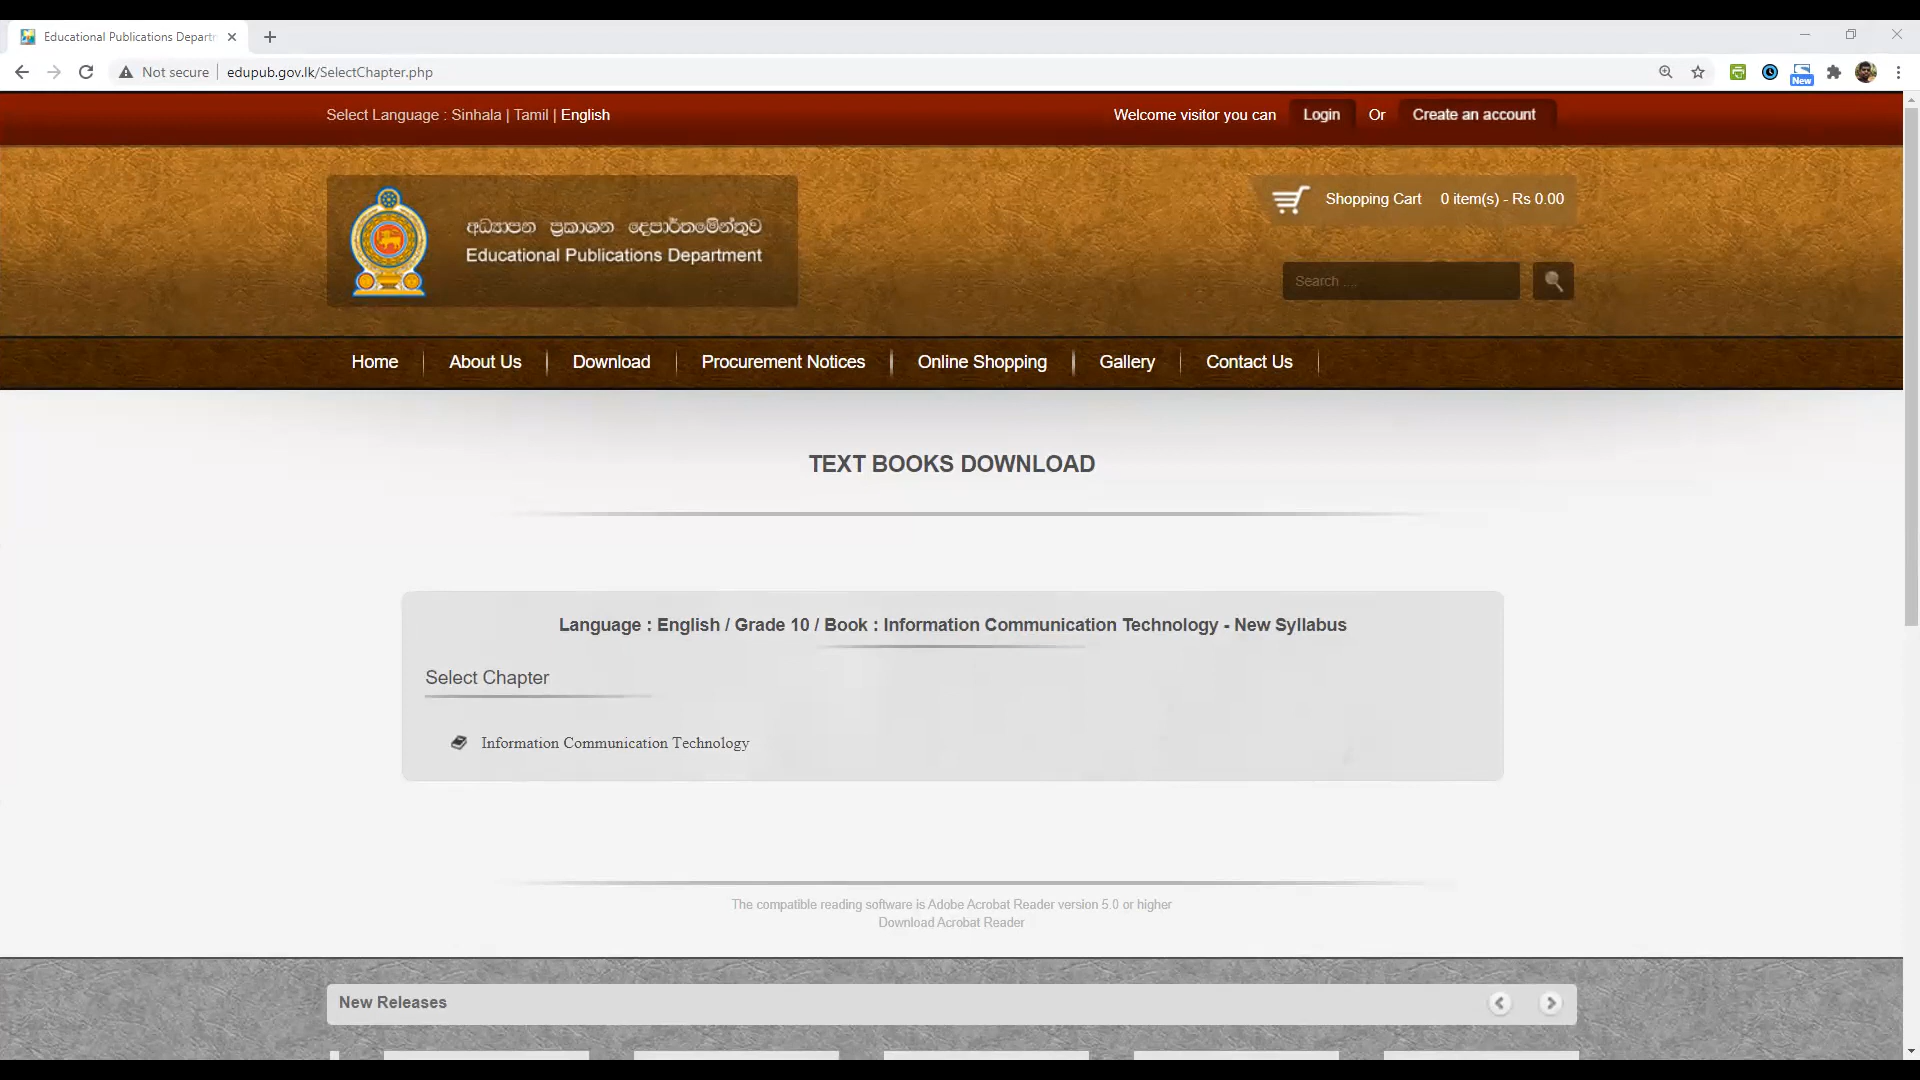 Educational Publications Departr
Not secure
edupub.gov.lk/SelectChapter.php
New
Select Language : Sinhala | Tamil | English
Welcome visitor you can Login Or Create an account
අධ්‍යාපන ප්‍රකාශන දෙපාර්තමේන්තුව
Educational Publications Department
Shopping Cart 0 item(s) - Rs 0.00
Search ....
Home About Us Download Procurement Notices Online Shopping Gallery Contact Us
TEXT BOOKS DOWNLOAD
Language : English / Grade 10 / Book : Information Communication Technology - New Syllabus
Select Chapter
Information Communication Technology
The compatible reading software is Adobe Acrobat Reader version 5.0 or higher
Download Acrobat Reader
New Releases